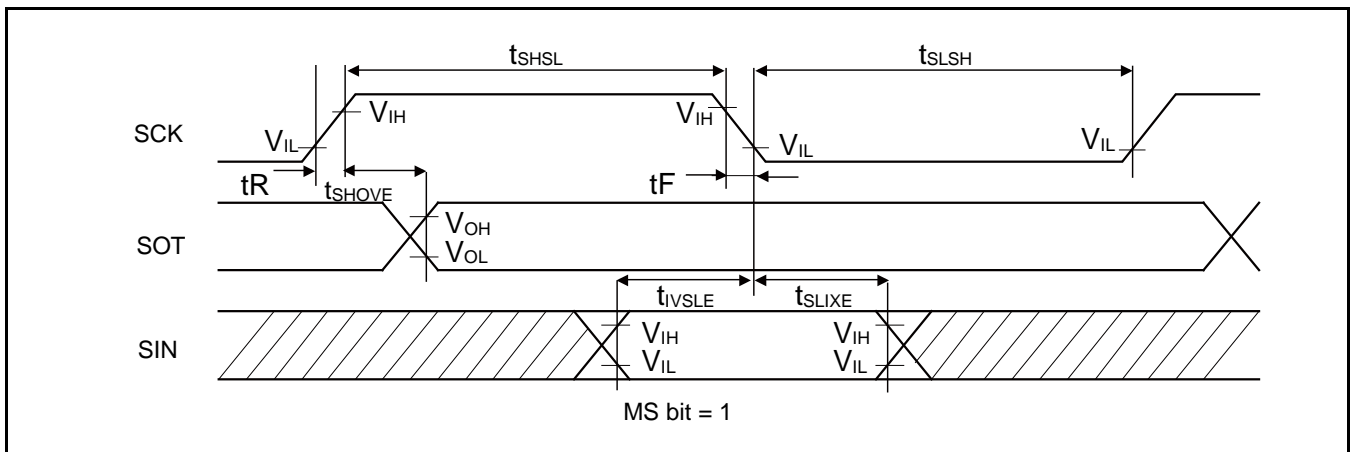 tSHSL
tSLSH
SCK
VIL
VIH
VIH
VIL
VIL
tR
tSHOVE
tF
SOT
VOH
VOL
tIVSLE
tSLIXE
SIN
VIH
VIL
VIH
VIL
MS bit = 1